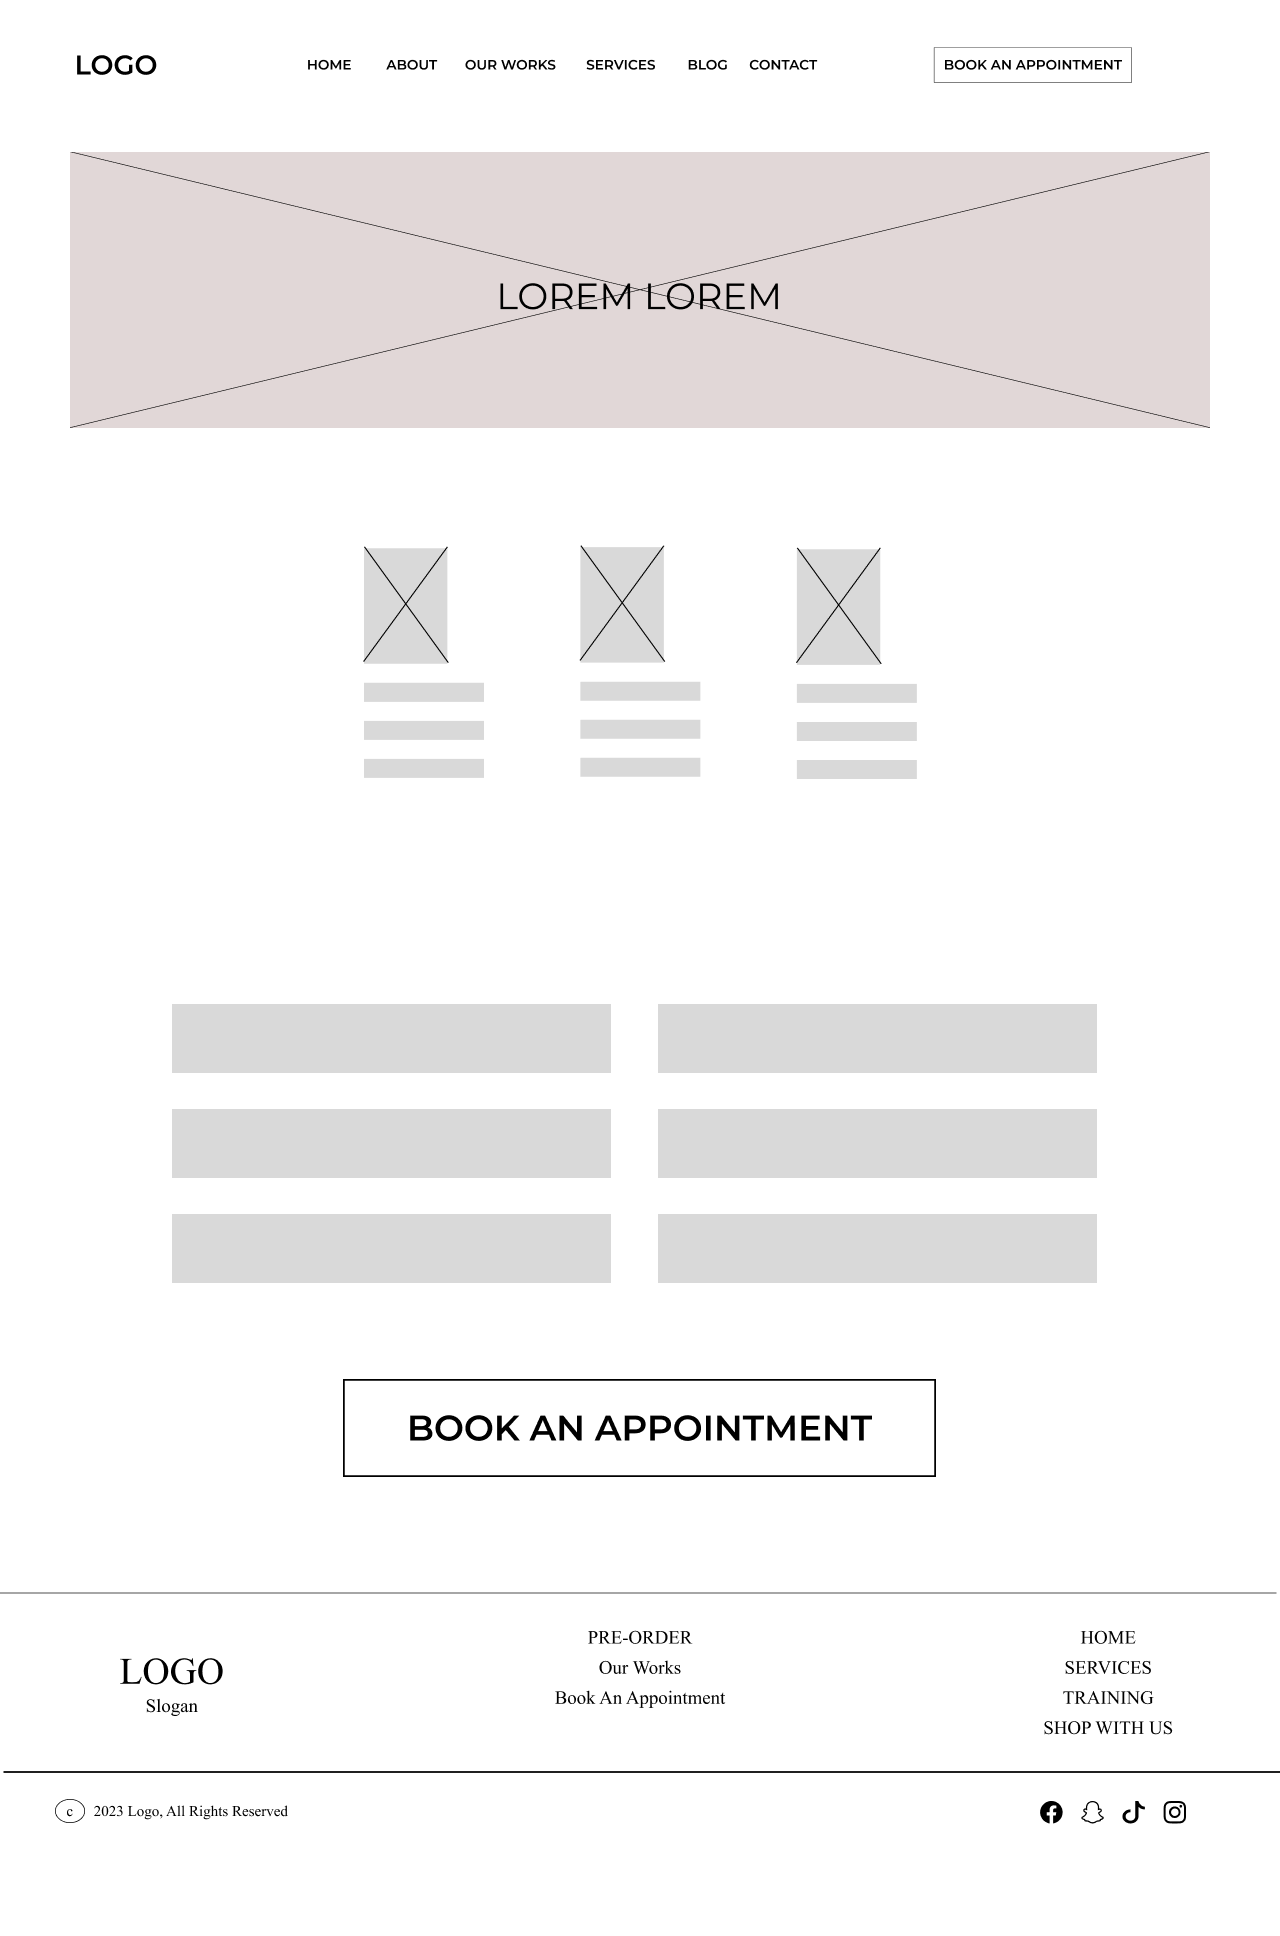 LOGO
HOME ABOUT OUR WORKS SERVICES BLOG CONTACT
BOOK AN APPOINTMENT
LOREM LOREM
BOOK AN APPOINTMENT
LOGO
Slogan
PRE-ORDER
Our Works
Book An Appointment
HOME
SERVICES
TRAINING
SHOP WITH US
c 2023 Logo, All Rights Reserved